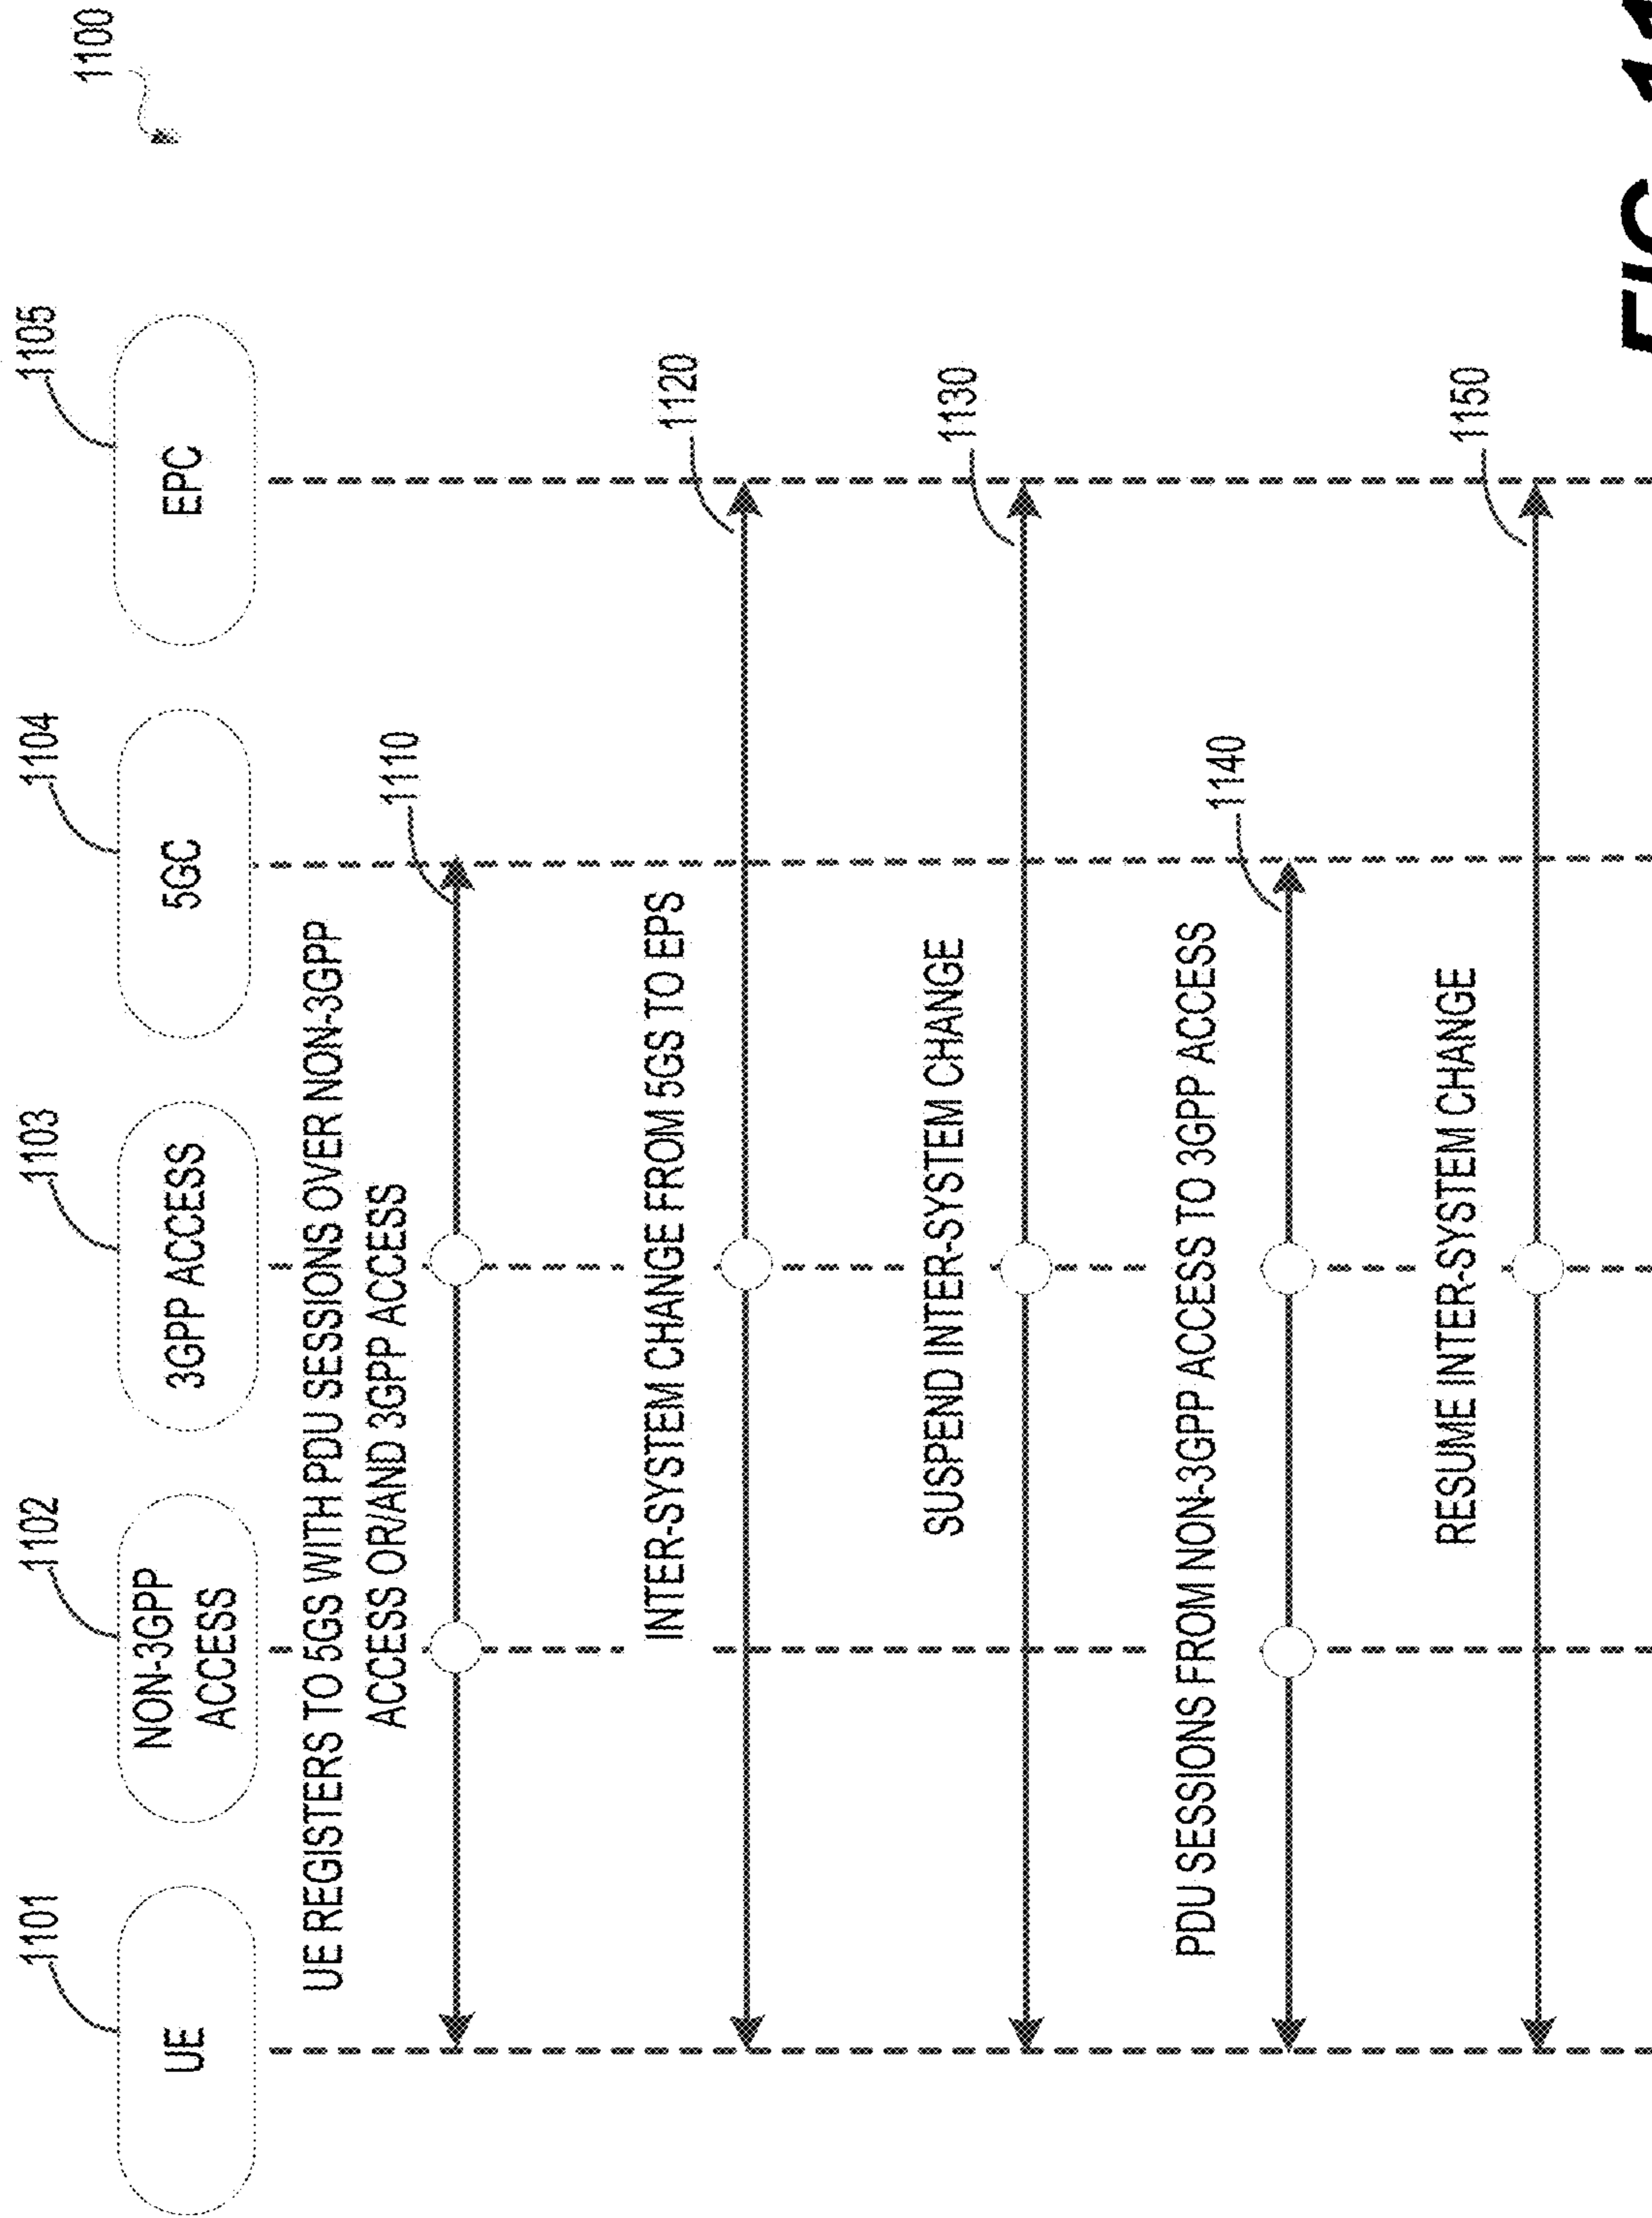 1100
1101
1102
1103
1104
1105
UE
NON-3GPP
ACCESS
3GPP ACCESS
5GC
EPC
UE REGISTERS TO 5GS WITH PDU SESSIONS OVER NON-3GPP
ACCESS OR/AND 3GPP ACCESS
1110
INTER-SYSTEM CHANGE FROM 5GS TO EPS
1120
SUSPEND INTER-SYSTEM CHANGE
1130
PDU SESSIONS FROM NON-3GPP ACCESS TO 3GPP ACCESS
1140
RESUME INTER-SYSTEM CHANGE
1150